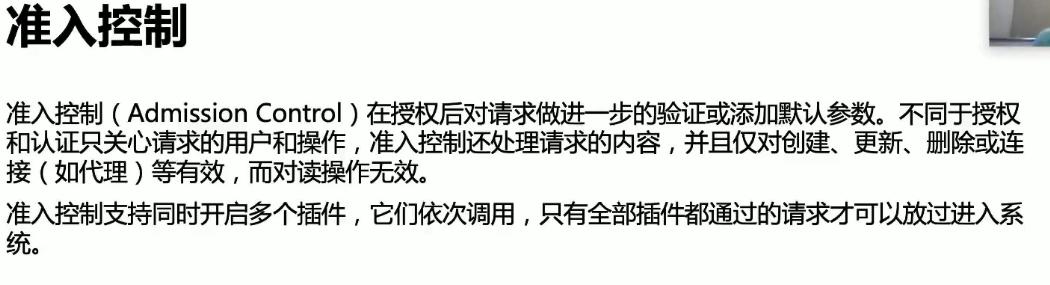 准入控制
准入控制（Admission Control）在授权后对请求做进一步的验证或添加默认参数。不同于授权
和认证只关心请求的用户和操作，准入控制还处理请求的内容，并且仅对创建、更新、删除或连
接（如代理）等有效，而对读操作无效。
准入控制支持同时开启多个插件，它们依次调用，只有全部插件都通过的请求才可以放过进入系
统。